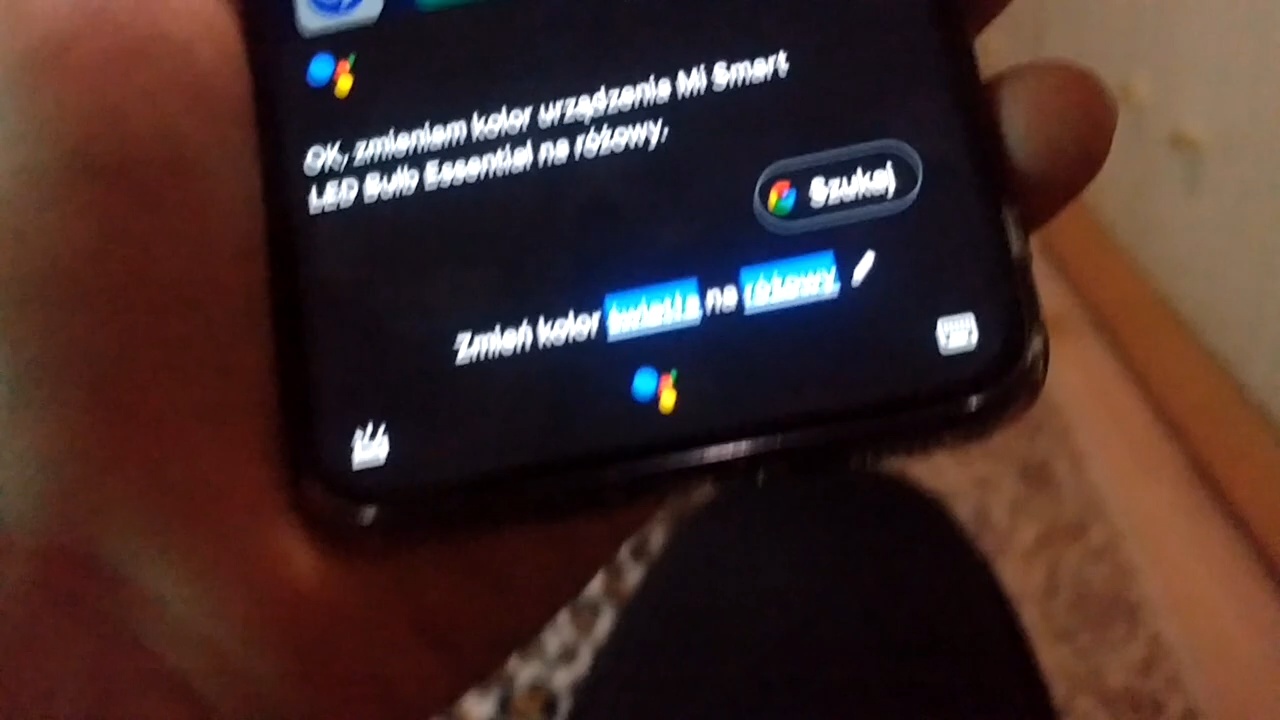 OK, zmieniam kolor urządzenia Mi Smart
LED Bulb Essential na różowy.
Szukaj
Zmień kolor światła na różowy